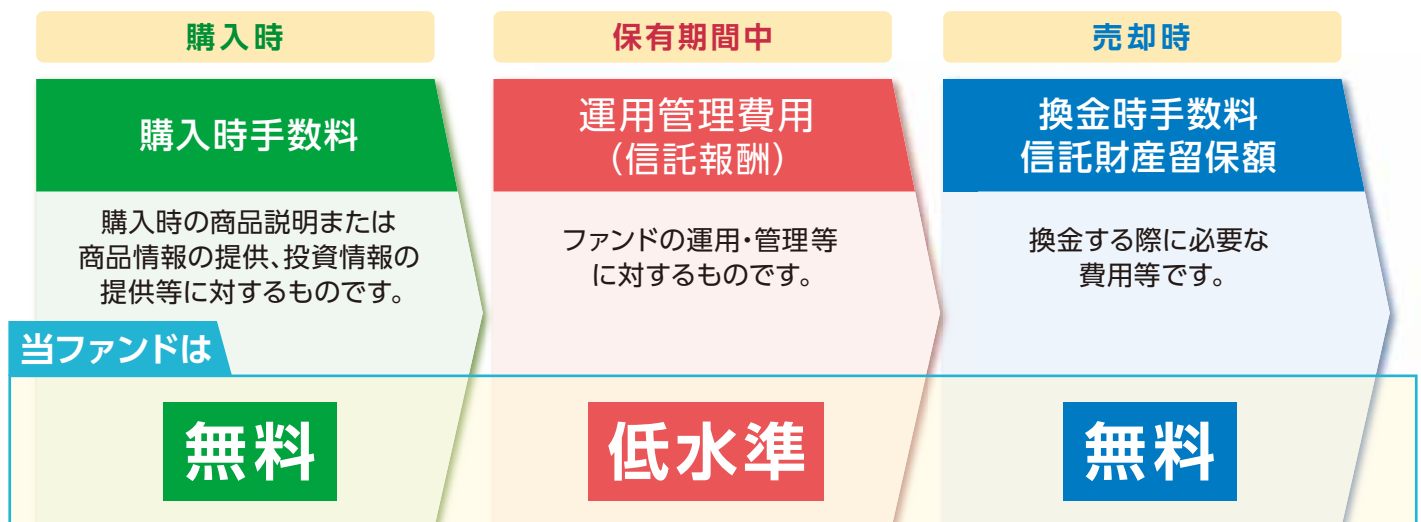 購入時
保有期間中
売却時
購入時手数料
運用管理費用
(信託報酬)
換金時手数料
信託財産留保額
購入時の商品説明または
商品情報の提供、投資情報の
提供等に対するものです。
ファンドの運用・管理等
に対するものです。
換金する際に必要な
費用等です。
当ファンドは
無料
低水準
無料